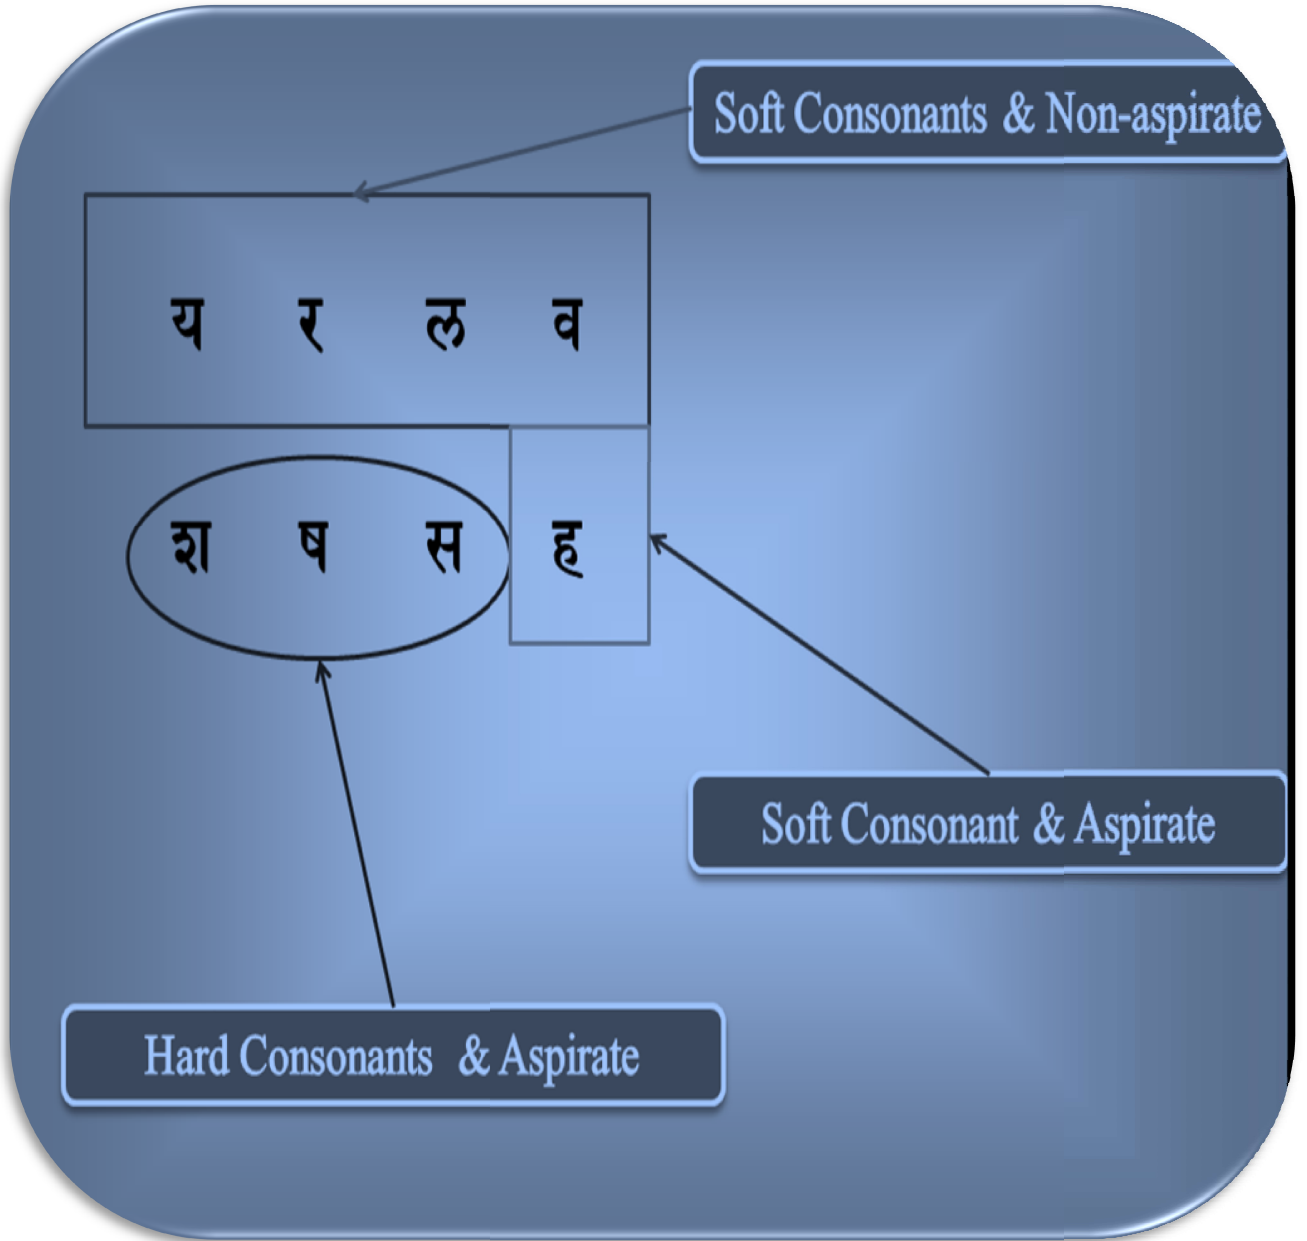 Soft Consonants & Non-aspirate
य र ल व
श ष स ह
Soft Consonant & Aspirate
Hard Consonants & Aspirate